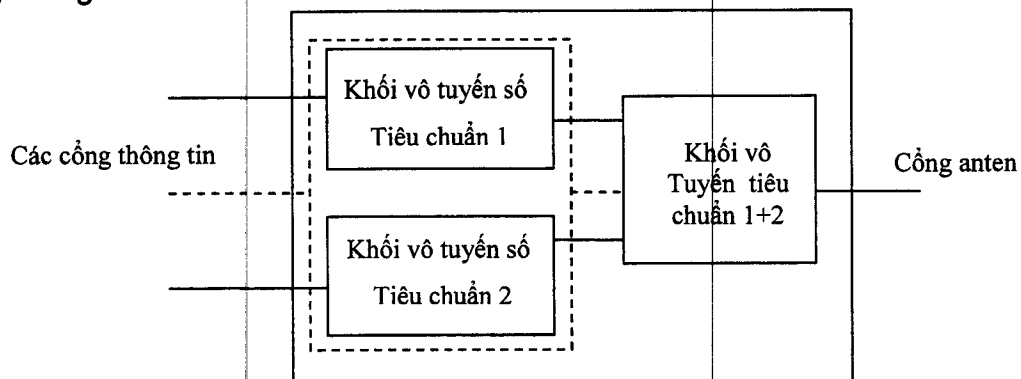 Khối vô tuyến số
Tiêu chuẩn 1
Các cổng thông tin
Khối vô
Tuyến tiêu
chuẩn 1+2
Cổng anten
Khối vô tuyến số
Tiêu chuẩn 2